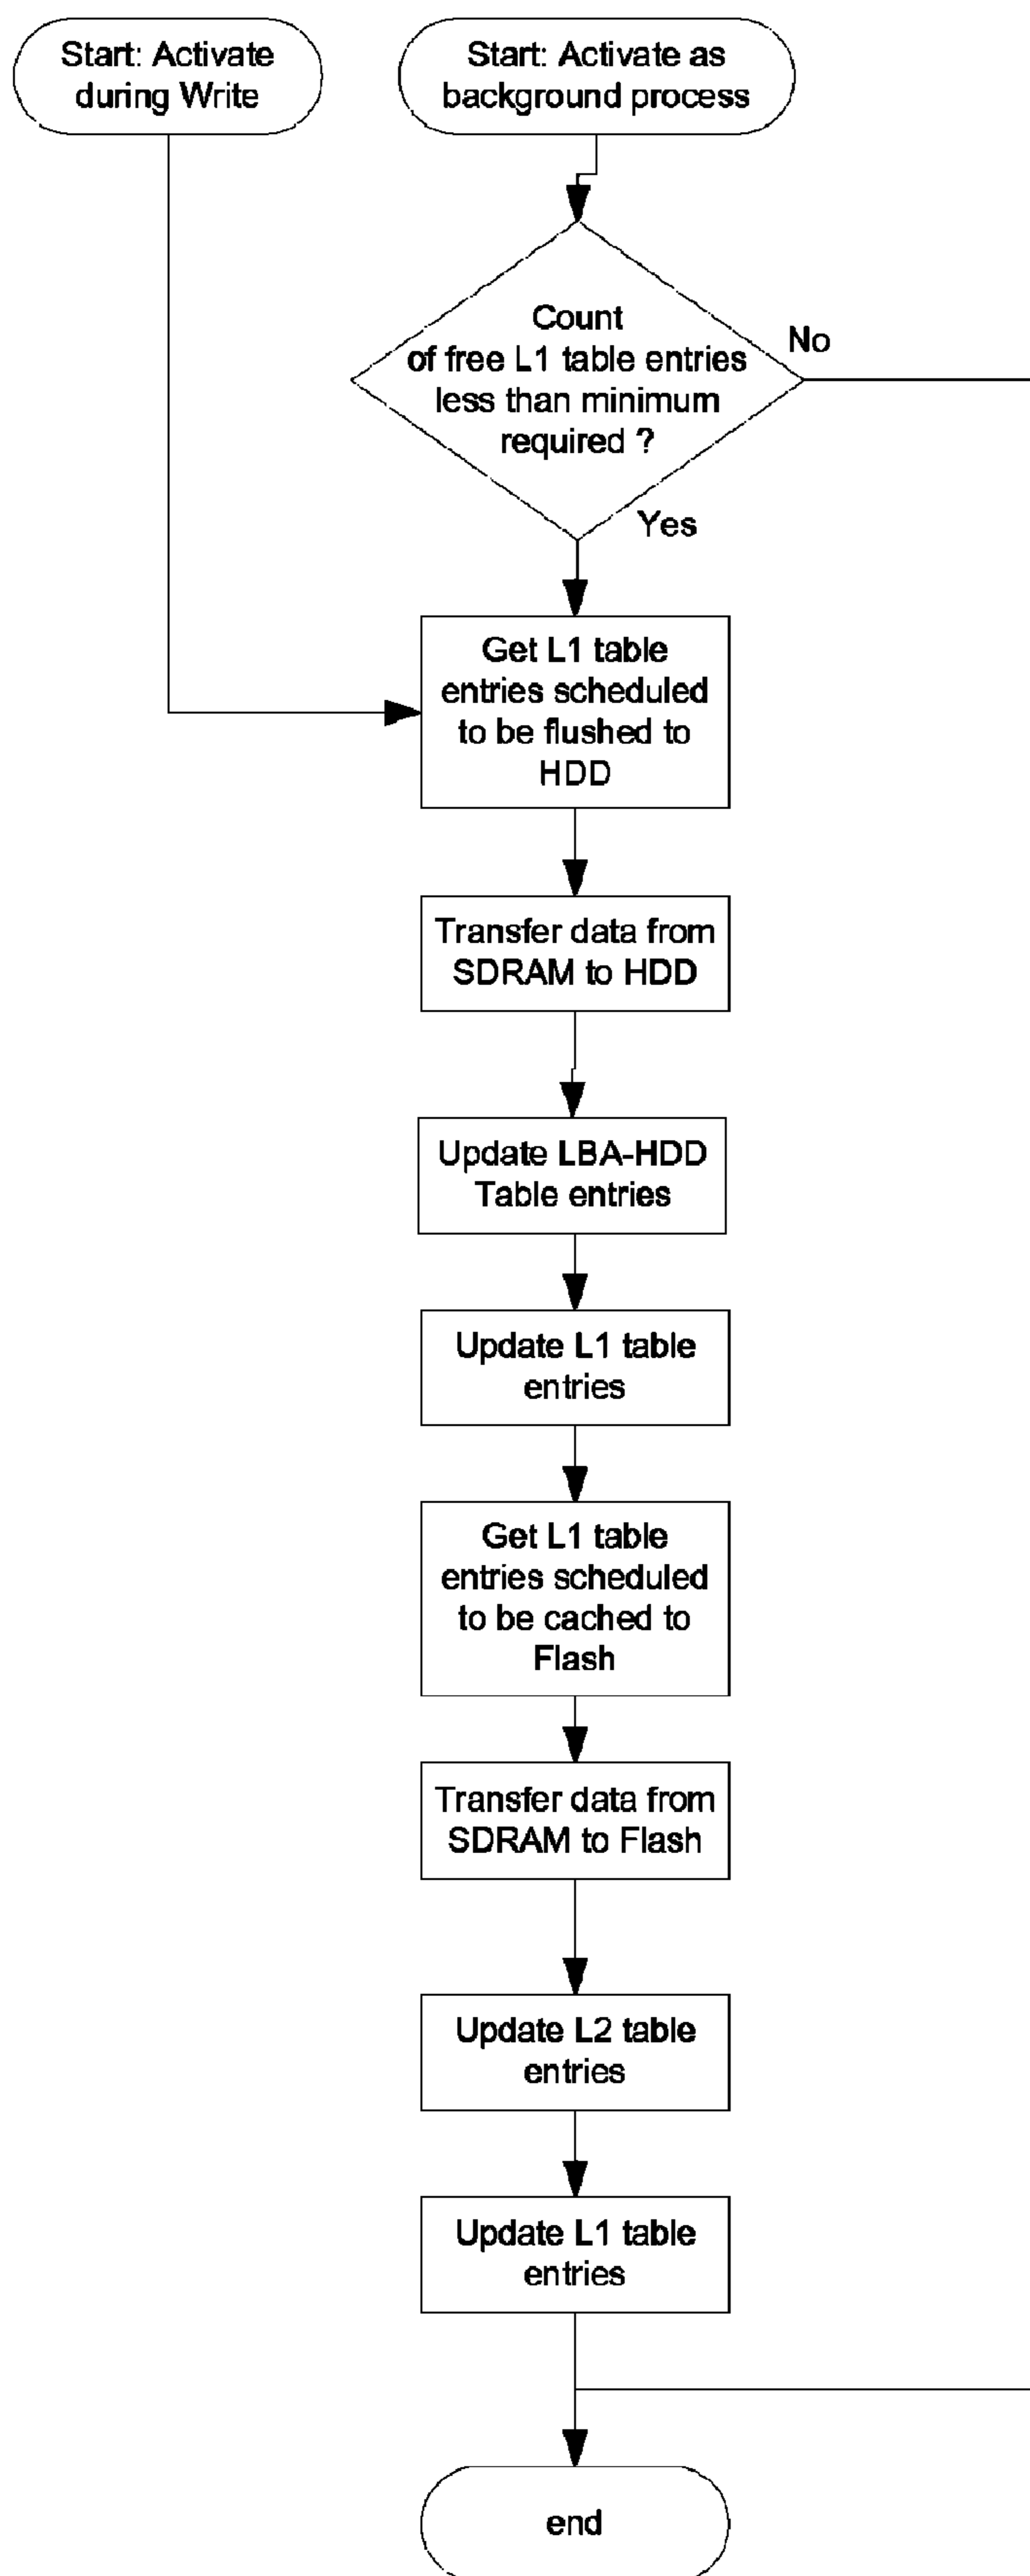 Start: Activate
during Write
Start: Activate as
background process
Count
of free L1 table entries
less than minimum
required ?
No
Yes
Get L1 table
entries scheduled
to be flushed to
HDD
Transfer data from
SDRAM to HDD
Update LBA-HDD
Table entries
Update L1 table
entries
Get L1 table
entries scheduled
to be cached to
Flash
Transfer data from
SDRAM to Flash
Update L2 table
entries
Update L1 table
entries
end